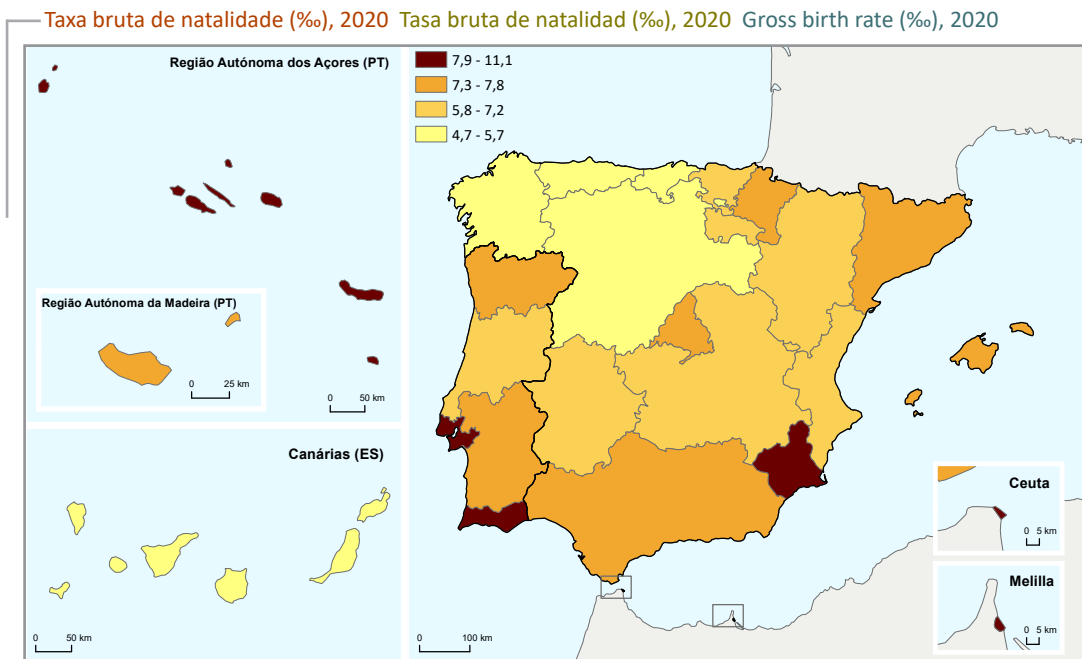 Taxa bruta de natalidade (‰), 2020 Tasa bruta de natalidad (‰), 2020 Gross birth rate (‰), 2020
Região Autónoma dos Açores (PT)
7,9 - 11,1
7,3 - 7,8
5,8 - 7,2
4,7 - 5,7
Região Autónoma da Madeira (PT)
0 25 km
0 50 km
Canárias (ES)
0 50 km
0 100 km
Ceuta
0 5 km
Melilla
0 5 km